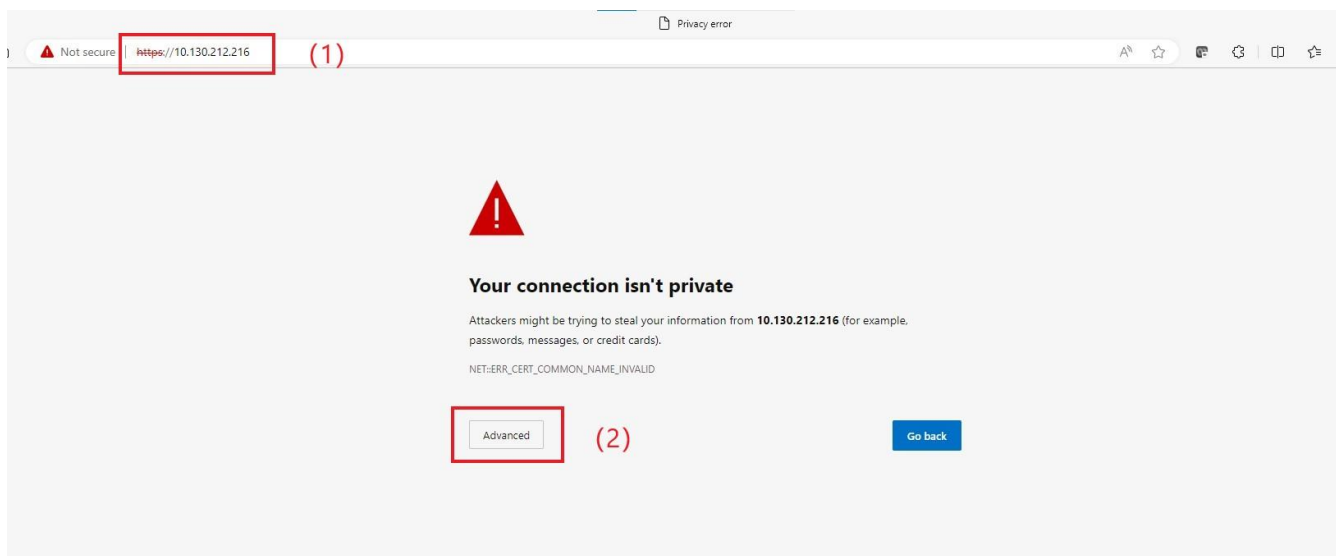 Privacy error
Not secure https://10.130.212.216 (1)
Your connection isn't private
Attackers might be trying to steal your information from 10.130.212.216 (for example,
passwords, messages, or credit cards).
NET::ERR_CERT_COMMON_NAME_INVALID
Advanced (2) Go back